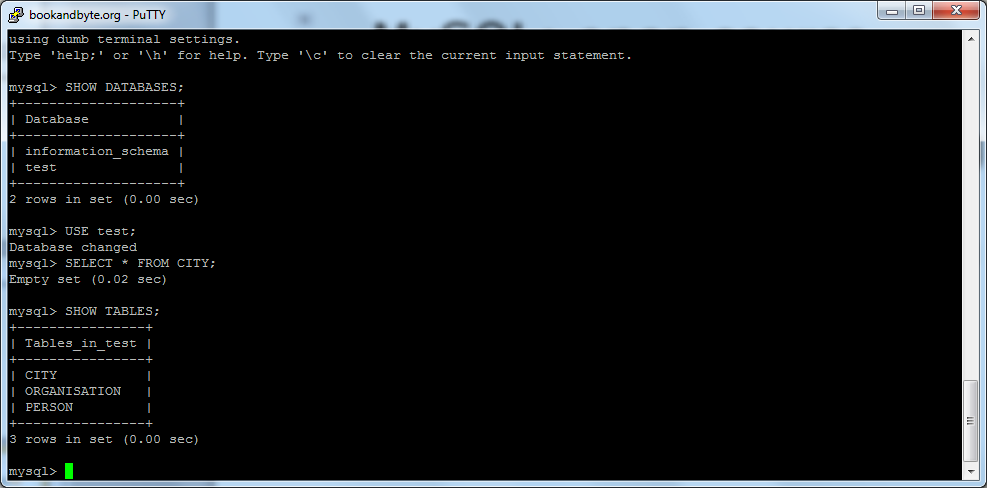 bookandbyte.org - PuTTY
using dumb terminal settings.
Type 'help;' or '\h' for help. Type '\c' to clear the current input statement.
mysql> SHOW DATABASES;
+--------------------+
| Database           |
+--------------------+
| information_schema |
| test               |
+--------------------+
2 rows in set (0.00 sec)
mysql> USE test;
Database changed
mysql> SELECT * FROM CITY;
Empty set (0.02 sec)
mysql> SHOW TABLES;
+----------------+
| Tables_in_test |
+----------------+
| CITY           |
| ORGANISATION   |
| PERSON         |
+----------------+
3 rows in set (0.00 sec)
mysql>